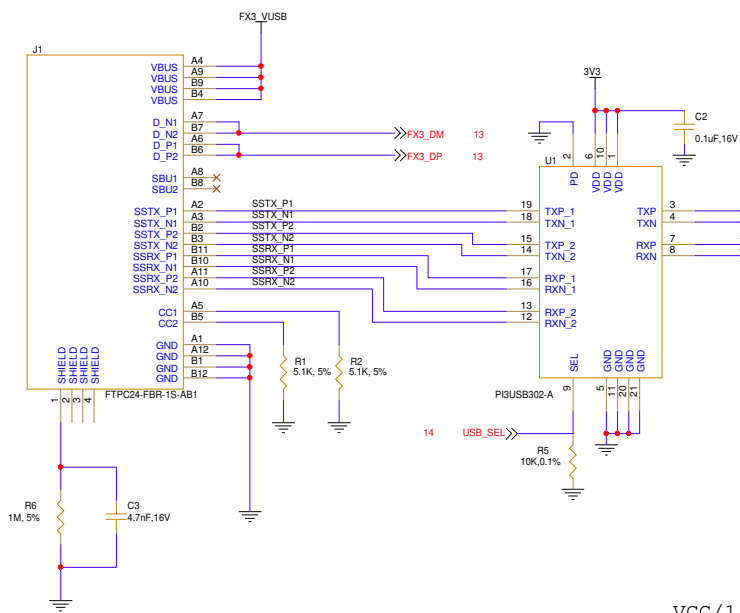 FX3_VUSB
J1
VBUS A4
VBUS A9
VBUS B9
VBUS B4
D_N1 A7
D_N2 B7
D_P1 A6
D_P2 B6
FX3_DM 13
FX3_DP 13
SBU1 A8
SBU2 B8
SSTX_P1 A2 SSTX_P1
SSTX_N1 A3 SSTX_N1
SSTX_P2 B2 SSTX_P2
SSTX_N2 B3 SSTX_N2
SSRX_P1 B11 SSRX_P1
SSRX_N1 B10 SSRX_N1
SSRX_P2 A11 SSRX_P2
SSRX_N2 A10 SSRX_N2
CC1 A5
CC2 B5
GND A1
GND A12
GND B1
GND B12
SHIELD SHIELD SHIELD SHIELD
1 2 3 4
FTPC24-FBR-1S-AB1
R1
5.1K, 5%
R2
5.1K, 5%
R6
1M, 5%
C3
4.7nF,16V
3V3
C2
0.1uF,16V
U1
2 6 10 1
PD VDD VDD VDD
19 TXP_1
18 TXN_1
15 TXP_2
14 TXN_2
17 RXP_1
16 RXN_1
13 RXP_2
12 RXN_2
TXP 3
TXN 4
RXP 7
RXN 8
SEL GND GND GND GND
9 5 11 20 21
PI3USB302-A
14 USB_SEL
R5
10K,0.1%